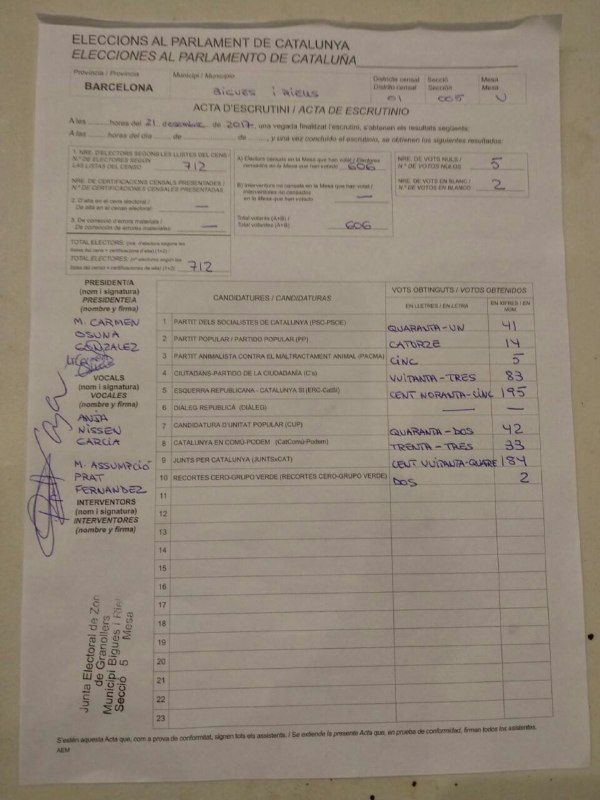 ELECCIONS AL PARLAMENT DE CATALUNYA
ELECCIONES AL PARLAMENTO DE CATALUÑA
Província / Provincia Municipi / Municipio Districte censal Secció Mesa
Distrito censal Sección Mesa
BARCELONA BIGUES i RIELLS 01 005 U
ACTA D'ESCRUTINI / ACTA DE ESCRUTINIO
A les ......... hores del 21 desembre de 2017, una vegada finalitzat l'escrutini, s'obtenen els resultats següents:
A las ......... horas del día ......... de ......... de ........., y una vez concluido el escrutinio, se obtienen los siguientes resultados:
1. NRE. D'ELECTORS SEGONS LES LLISTES DEL CENS /
N.º DE ELECTORES SEGÚN
LAS LISTAS DEL CENSO 712
NRE. DE CERTIFICACIONS CENSALS PRESENTADES /
N.º DE CERTIFICACIONES CENSALES PRESENTADAS
2. D'alta en el cens electoral /
De alta en el censo electoral: —
3. De correcció d'errors materials /
De corrección de errores materiales: —
TOTAL ELECTORS: (nre. d'electors segons les
llistes del cens + certificacions d'alta) (1+2) /
TOTAL ELECTORES: (n.º electores según las
listas del censo + certificaciones de alta) (1+2) 712
A) Electors censats en la Mesa que han votat / Electores
censados en la Mesa que han votado 606
B) Interventors no censats en la Mesa que han votat /
Interventores no censados
en la Mesa que han votado —
Total votants (A+B) /
Total votantes (A+B) 606
NRE. DE VOTS NULS /
N.º DE VOTOS NULOS 5
NRE. DE VOTS EN BLANC /
N.º DE VOTOS EN BLANCO 2
PRESIDENT/A
(nom i signatura)
PRESIDENTE/A
(nombre y firma)
M. CARMEN
OSUNA
GONZALEZ
VOCALS
(nom i signatura)
VOCALES
(nombre y firma)
ANJA
NISSEN
GARCIA
M. ASSUMPCIÓ
PRAT
FERNANDEZ
INTERVENTORS
(nom i signatura)
INTERVENTORES
(nombre y firma)
CANDIDATURES / CANDIDATURAS VOTS OBTINGUTS / VOTOS OBTENIDOS
EN LLETRES / EN LETRA EN XIFRES / EN NÚM.
1 PARTIT DELS SOCIALISTES DE CATALUNYA (PSC-PSOE) QUARANTA-UN 41
2 PARTIT POPULAR / PARTIDO POPULAR (PP) CATORZE 14
3 PARTIT ANIMALISTA CONTRA EL MALTRACTAMENT ANIMAL (PACMA) CINC 5
4 CIUTADANS-PARTIDO DE LA CIUDADANÍA (C's) VUITANTA-TRES 83
5 ESQUERRA REPUBLICANA - CATALUNYA SÍ (ERC-CatSí) CENT NORANTA-CINC 195
6 DIÀLEG REPUBLICÀ (DIÀLEG) — —
7 CANDIDATURA D'UNITAT POPULAR (CUP) QUARANTA-DOS 42
8 CATALUNYA EN COMÚ-PODEM (CatComú-Podem) TRENTA-TRES 33
9 JUNTS PER CATALUNYA (JUNTSxCAT) CENT VUITANTA-QUARE 184
10 RECORTES CERO-GRUPO VERDE (RECORTES CERO-GRUPO VERDE) DOS 2
11
12
13
14
15
16
17
18
19
20
21
22
23
Junta Electoral de Zon
de Granollers
Municipi Bigues i Riel
Secció 5 Mesa
S'estén aquesta Acta que, com a prova de conformitat, signen tots els assistents. / Se extiende la presente Acta que, en prueba de conformidad, firman todos los asistentes.
AEM